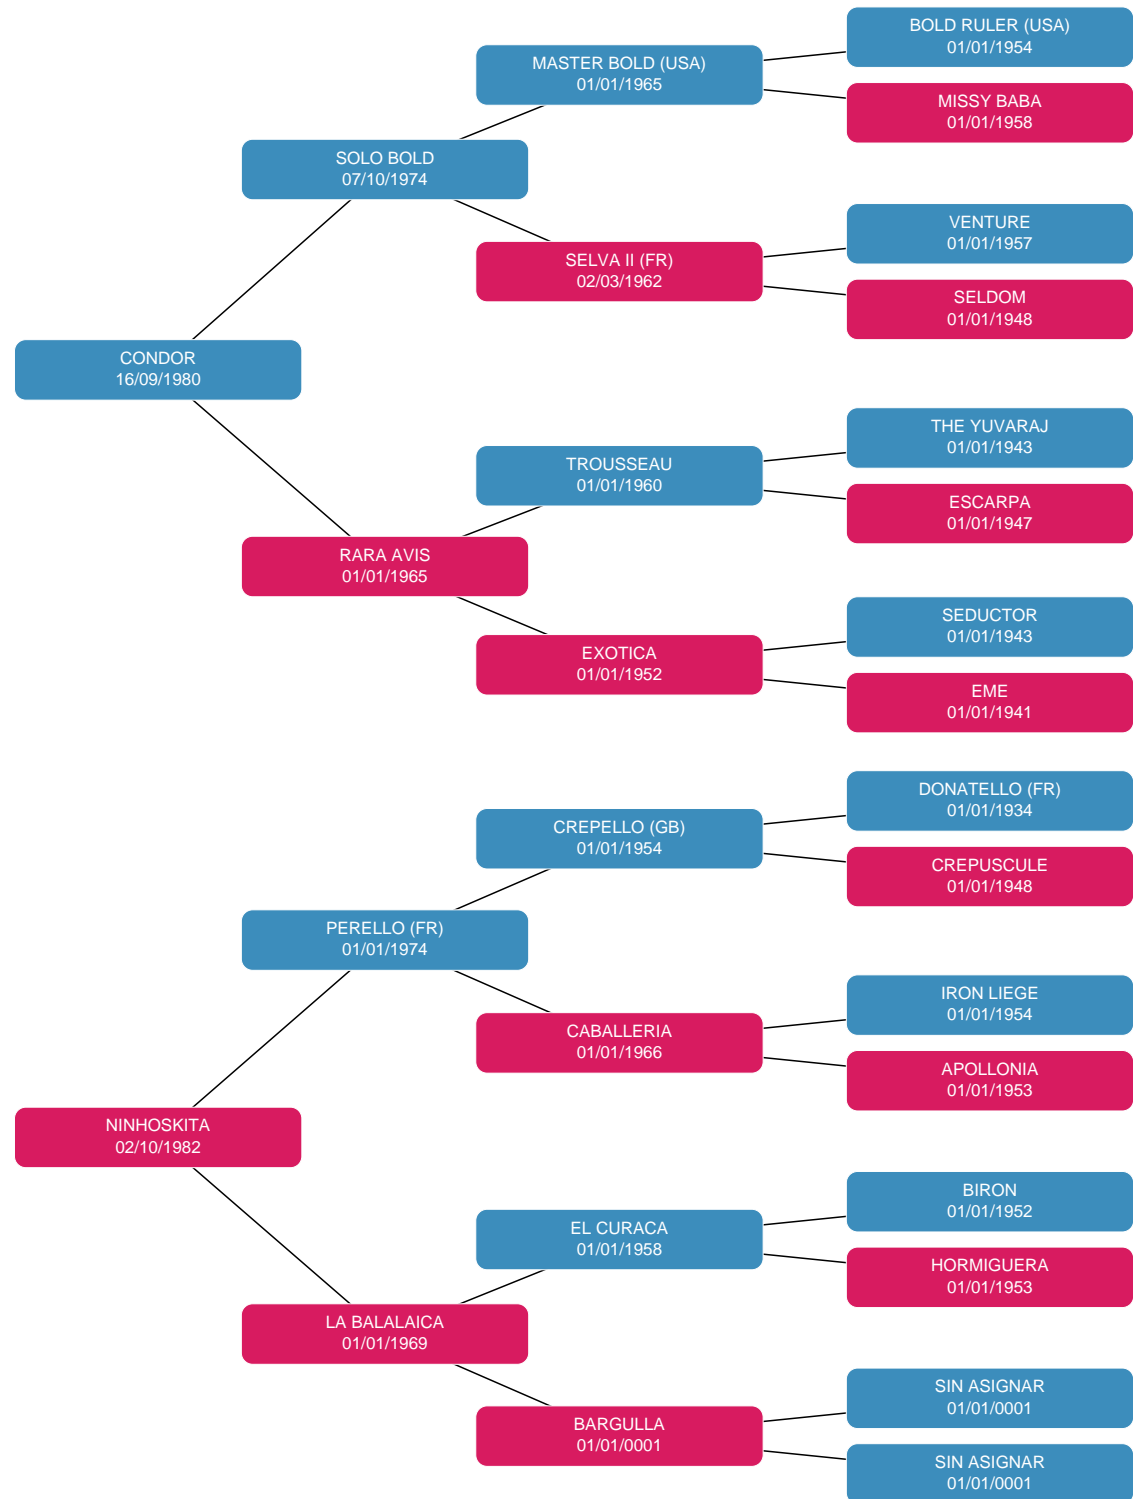 BOLD RULER (USA)
01/01/1954
MASTER BOLD (USA)
01/01/1965
MISSY BABA
01/01/1958
SOLO BOLD
07/10/1974
VENTURE
01/01/1957
SELVA II (FR)
02/03/1962
SELDOM
01/01/1948
CONDOR
16/09/1980
THE YUVARAJ
01/01/1943
TROUSSEAU
01/01/1960
ESCARPA
01/01/1947
RARA AVIS
01/01/1965
SEDUCTOR
01/01/1943
EXOTICA
01/01/1952
EME
01/01/1941
DONATELLO (FR)
01/01/1934
CREPELLO (GB)
01/01/1954
CREPUSCULE
01/01/1948
PERELLO (FR)
01/01/1974
IRON LIEGE
01/01/1954
CABALLERIA
01/01/1966
APOLLONIA
01/01/1953
NINHOSKITA
02/10/1982
BIRON
01/01/1952
EL CURACA
01/01/1958
HORMIGUERA
01/01/1953
LA BALALAICA
01/01/1969
SIN ASIGNAR
01/01/0001
BARGULLA
01/01/0001
SIN ASIGNAR
01/01/0001